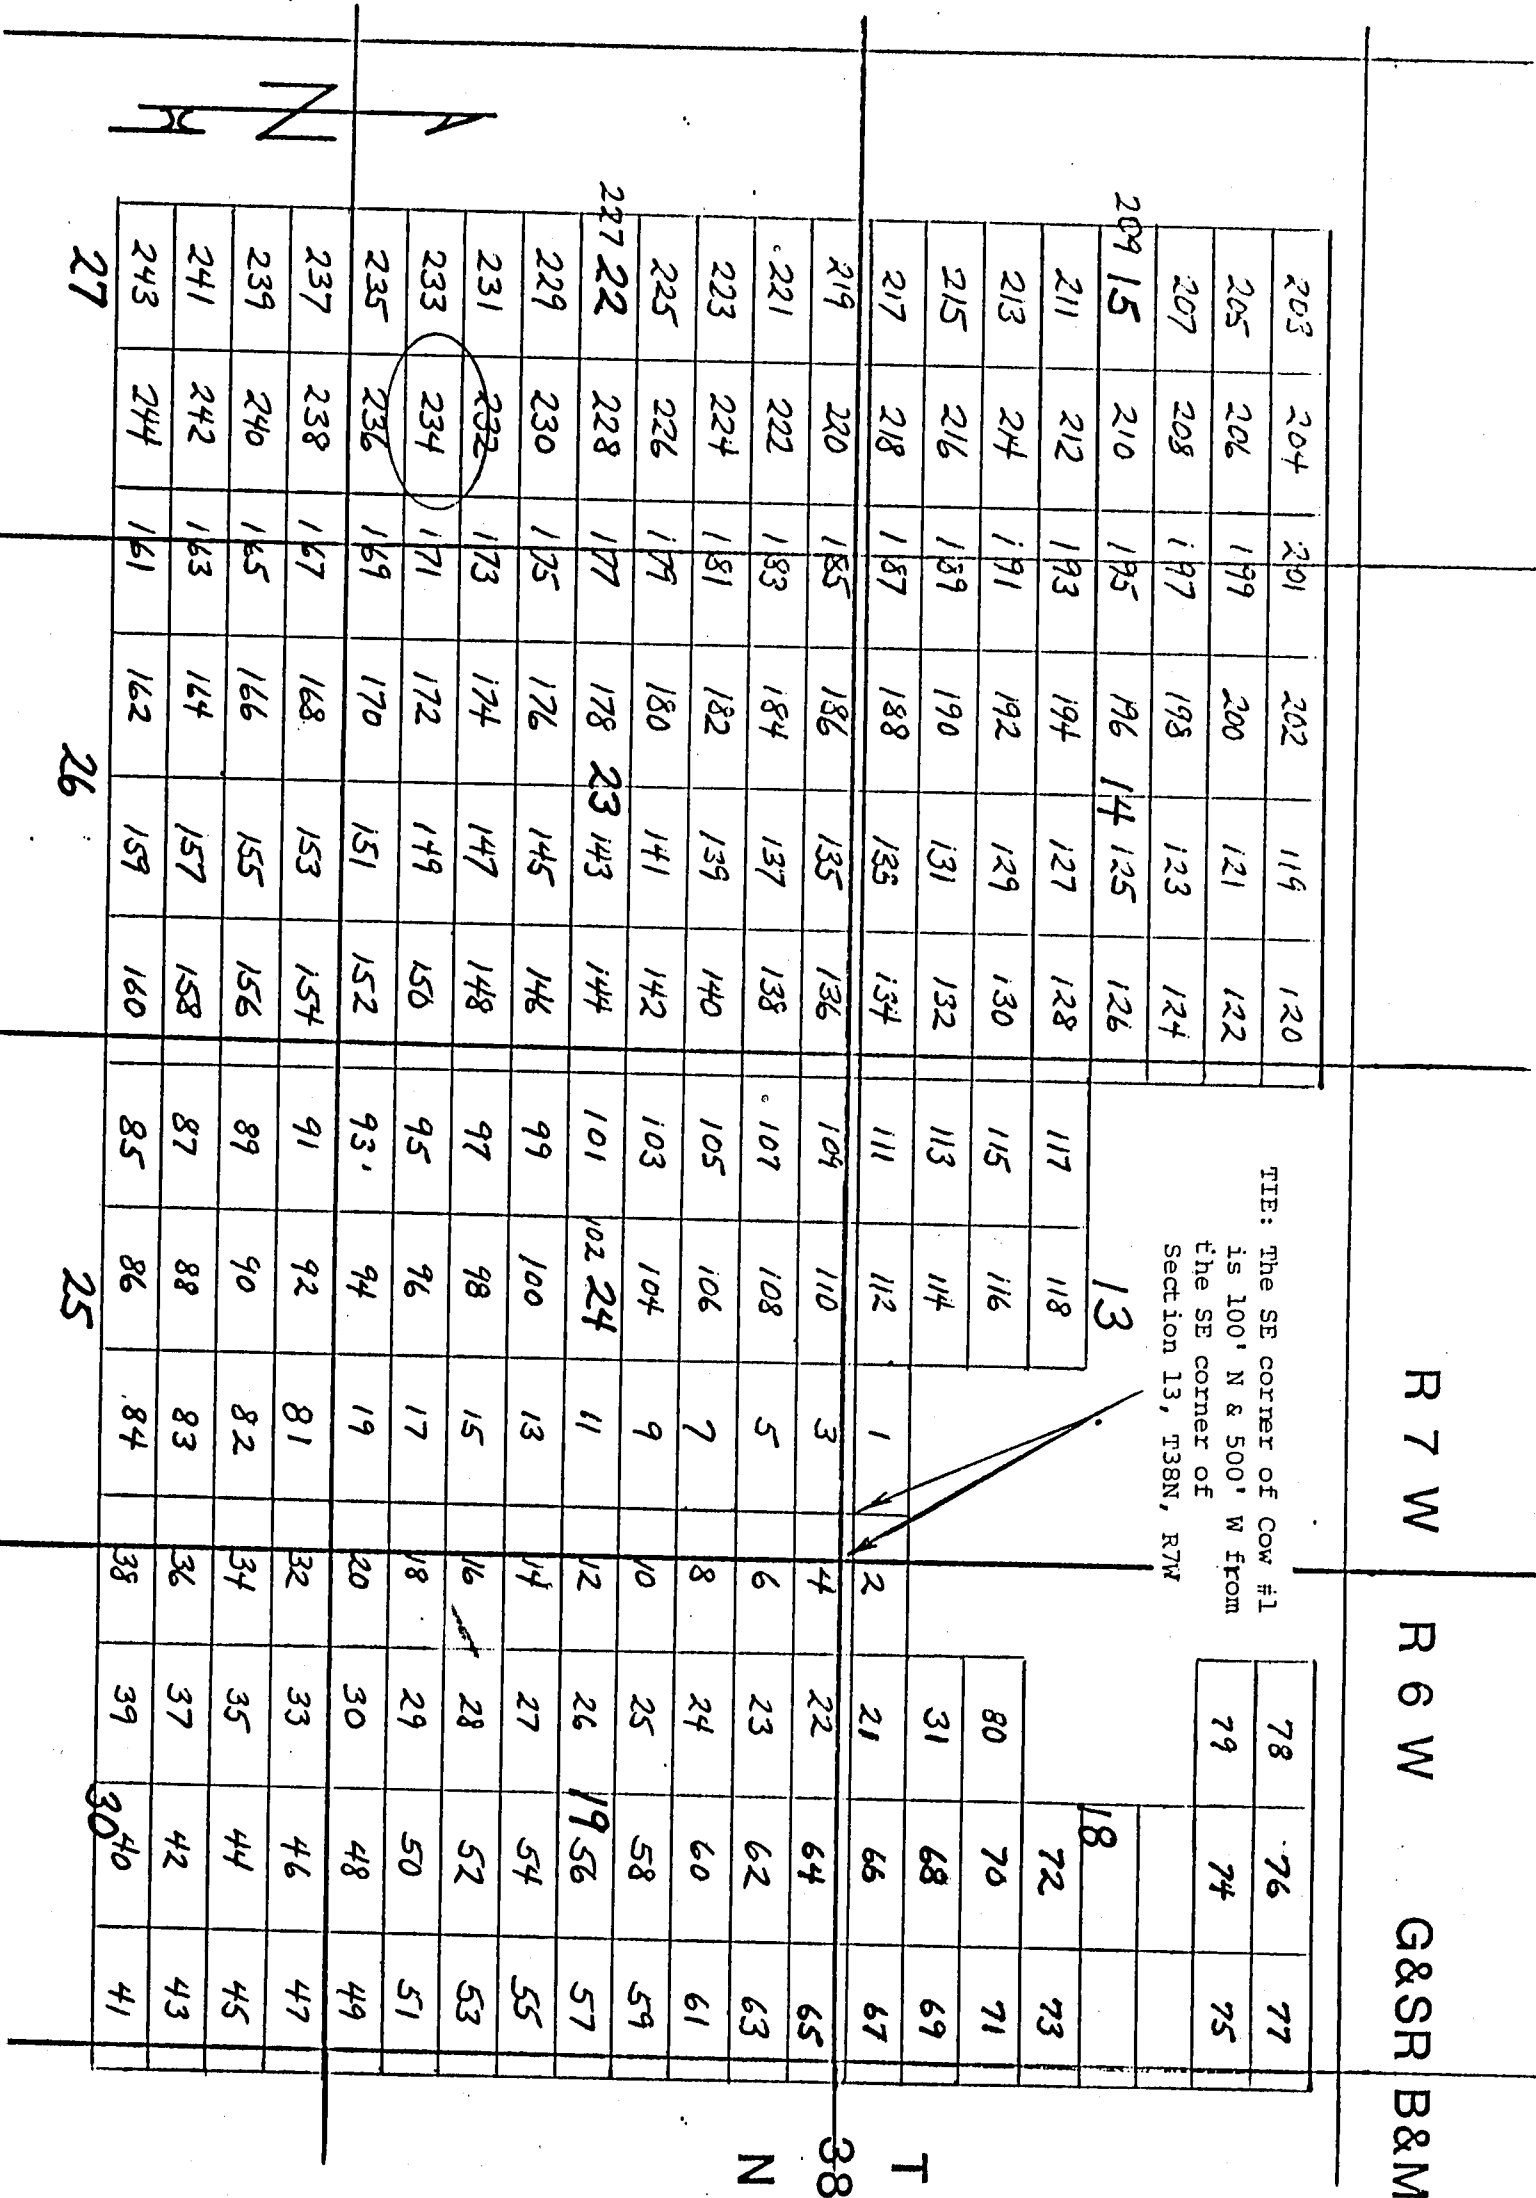 R 7 W R 6 W G&SR B&M
TIE: The SE corner of Cow #1
is 100' N & 500' W from
the SE corner of
Section 13, T38N, R7W
203 204 201 202 119 120 78 76 77
205 206 199 200 121 122 79 74 75
207 208 197 198 123 124
209 15 210 195 196 14 125 126 13 18
211 212 193 194 127 128 117 118 72 73
213 214 191 192 129 130 115 116 80 70 71
215 216 189 190 131 132 113 114 31 68 69
217 218 187 188 133 134 111 112 1 2 21 66 67 T
219 220 185 186 135 136 109 110 3 4 22 64 65 38
221 222 183 184 137 138 107 108 5 6 23 62 63 N
223 224 181 182 139 140 105 106 7 8 24 60 61
225 226 179 180 141 142 103 104 9 10 25 58 59
227 22 228 177 178 23 143 144 101 102 24 11 12 26 19 56 57
229 230 175 176 145 146 99 100 13 14 27 54 55
231 232 173 174 147 148 97 98 15 16 28 52 53
233 234 171 172 149 150 95 96 17 18 29 50 51
235 236 169 170 151 152 93 94 19 20 30 48 49
237 238 167 168 153 154 91 92 81 32 33 46 47
239 240 165 166 155 156 89 90 82 34 35 44 45
241 242 163 164 157 158 87 88 83 36 37 42 43
243 244 161 162 159 160 85 86 84 38 39 40 41
27 26 25 30
N